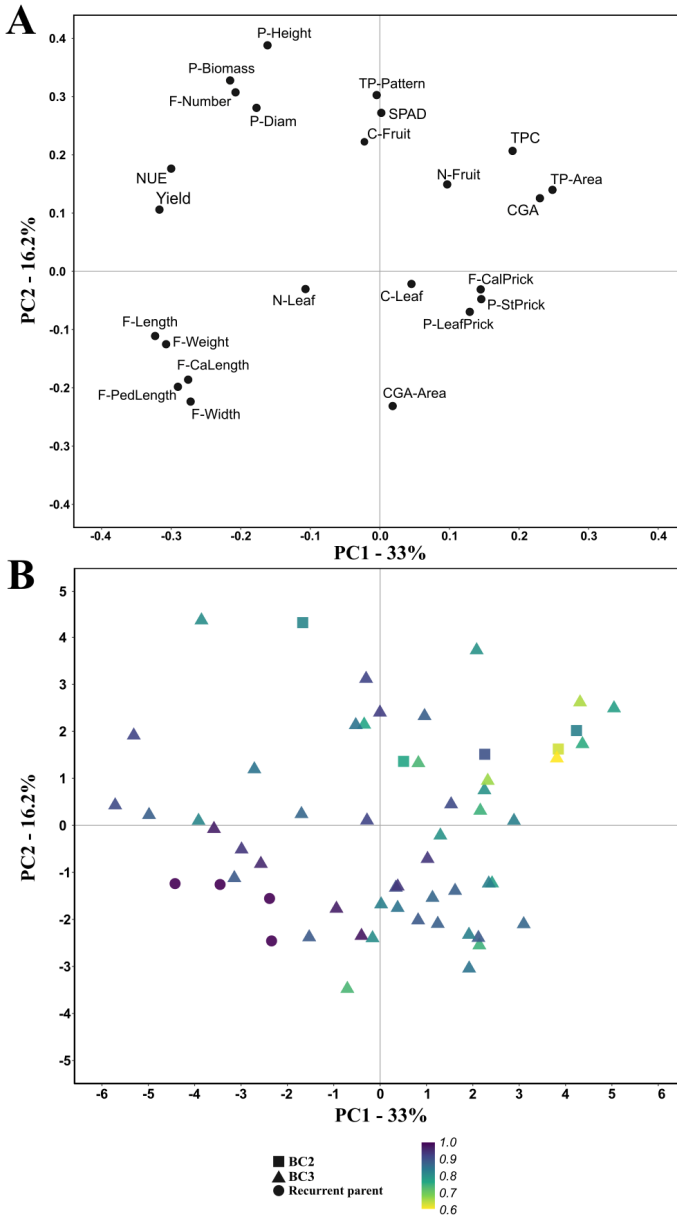 A
0.4
0.3
0.2
0.1
0.0
-0.1
-0.2
-0.3
-0.4
PC2 - 16.2%
P-Height
P-Biomass
F-Number
P-Diam
TP-Pattern
SPAD
C-Fruit
TPC
N-Fruit
TP-Area
CGA
NUE
Yield
N-Leaf
C-Leaf
F-CalPrick
P-StPrick
P-LeafPrick
F-Length
F-Weight
F-CaLength
F-PedLength
F-Width
CGA-Area
-0.4 -0.3 -0.2 -0.1 0.0 0.1 0.2 0.3 0.4
PC1 - 33%
B
5
4
3
2
1
0
-1
-2
-3
-4
-5
PC2 - 16.2%
-6 -5 -4 -3 -2 -1 0 1 2 3 4 5 6
PC1 - 33%
BC2
BC3
Recurrent parent
1.0
0.9
0.8
0.7
0.6